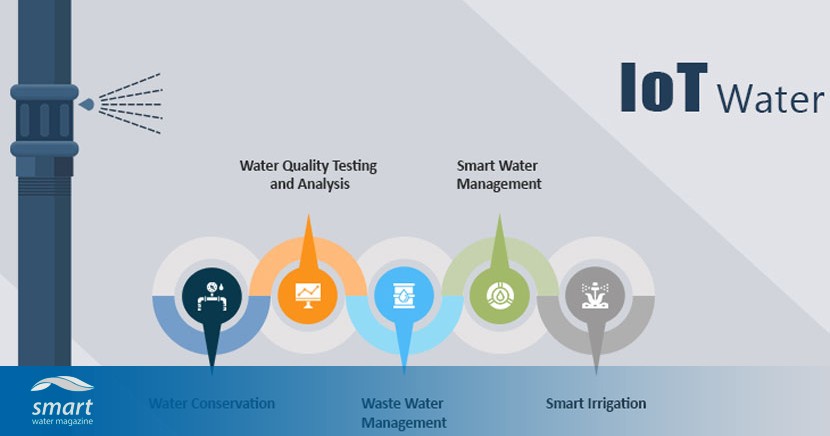 IoT Water
Water Quality Testing
and Analysis
Smart Water
Management
Water Conservation
Waste Water
Management
Smart Irrigation
smart
water magazine